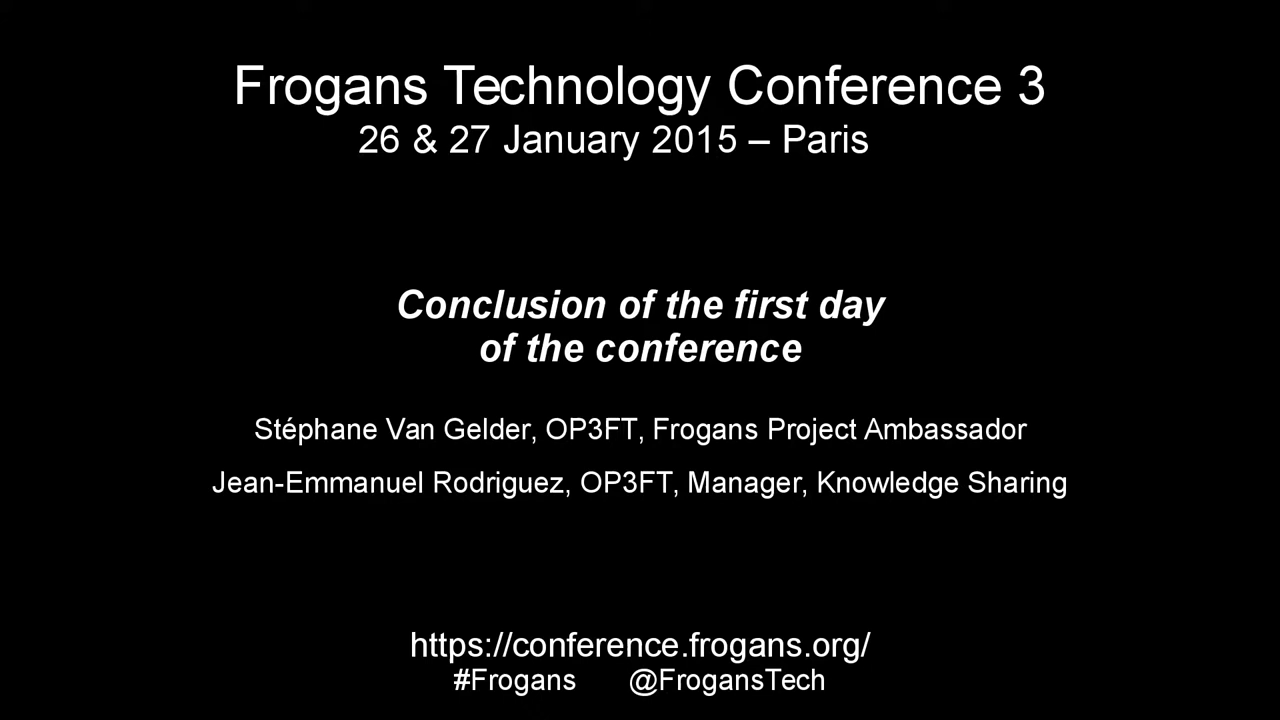 Frogans Technology Conference 3
26 & 27 January 2015 – Paris
Conclusion of the first day
of the conference
Stéphane Van Gelder, OP3FT, Frogans Project Ambassador
Jean-Emmanuel Rodriguez, OP3FT, Manager, Knowledge Sharing
https://conference.frogans.org/
#Frogans @FrogansTech